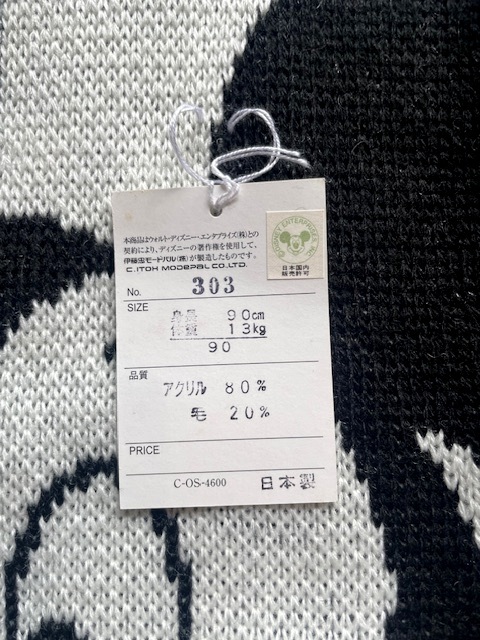 本商品はウォルト・ディズニー・エンタプライズ(株)との
契約により、ディズニーの著作権を使用して、
伊藤忠モードパル(株)が製造したものです。
C.ITOH MODEPAL CO.,LTD.
DISNEY ENTERPRISES, INC.
日本国内
販売許可
No. 303
SIZE
身長 90cm
体重 13kg
90
品質
アクリル 80%
毛 20%
PRICE
C-OS-4600 日本製